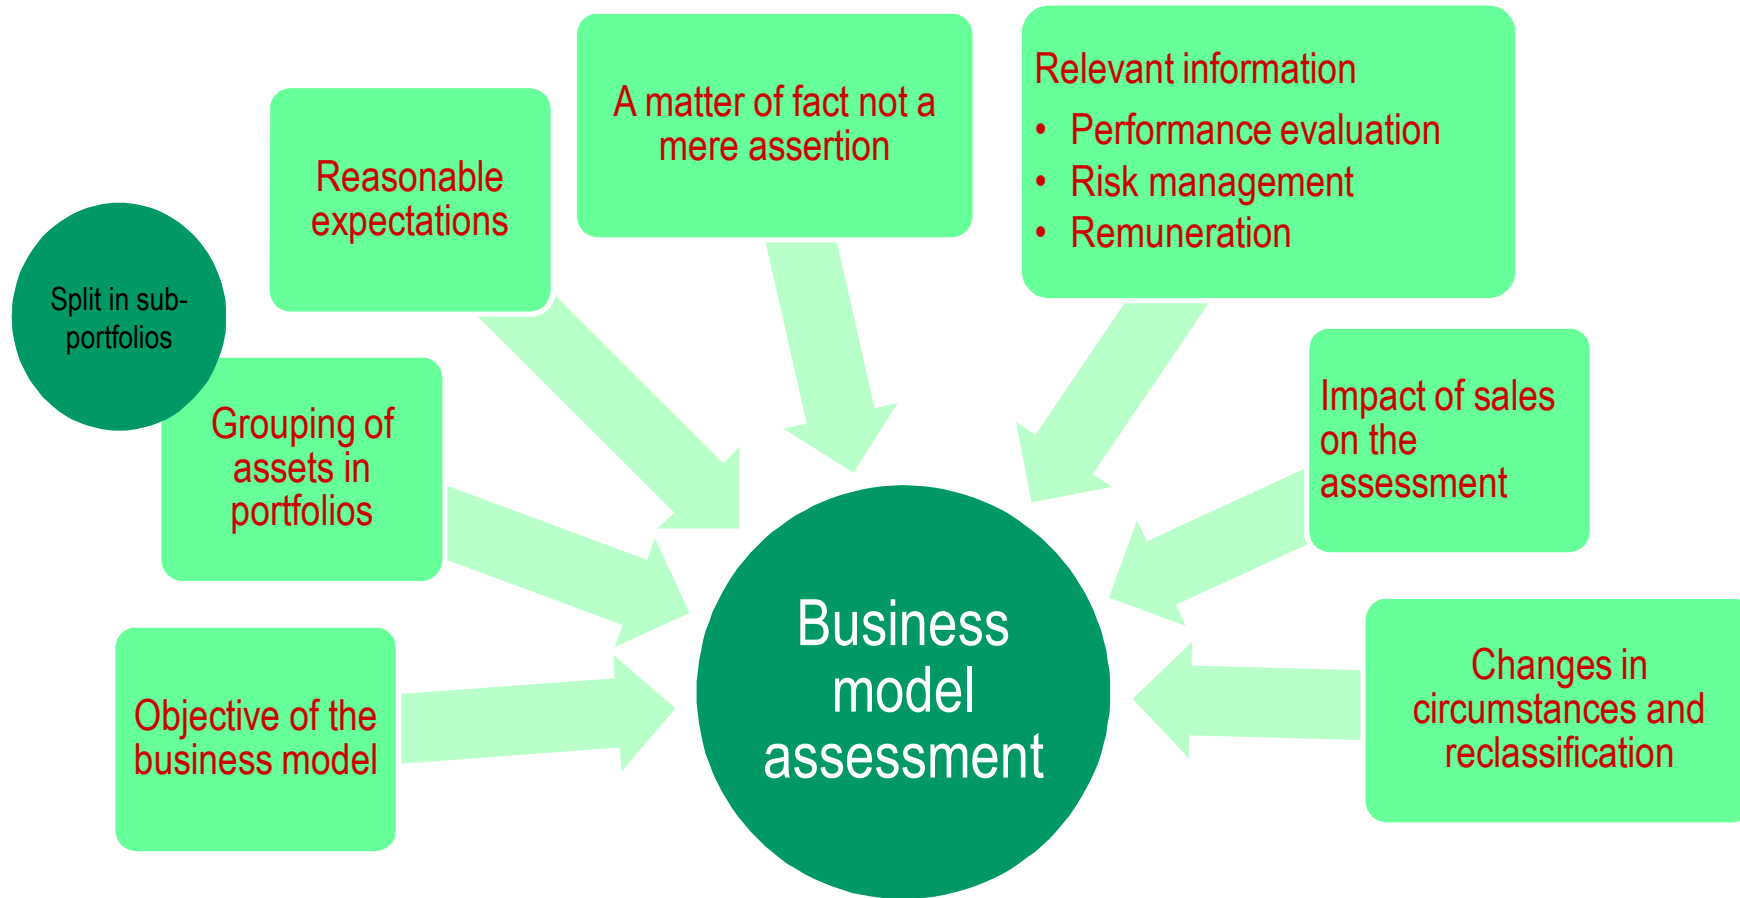 A matter of fact not a
mere assertion
Relevant information
• Performance evaluation
• Risk management
• Remuneration
Reasonable
expectations
Split in sub-
portfolios
Grouping of
assets in
portfolios
Impact of sales
on the
assessment
Objective of the
business model
Business
model
assessment
Changes in
circumstances and
reclassification